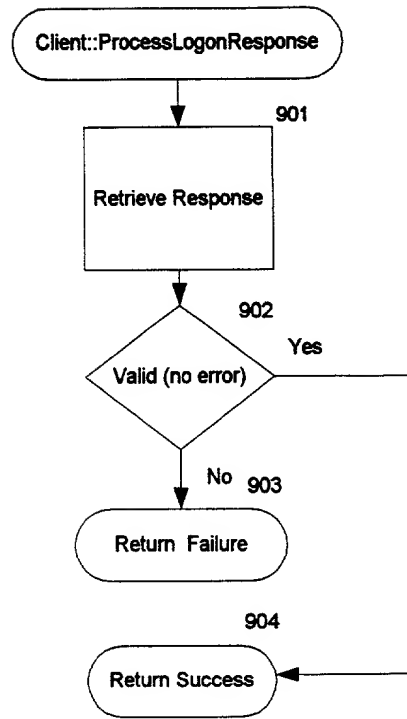 Client::ProcessLogonResponse
901
Retrieve Response
902
Yes
Valid (no error)
No
903
Return Failure
904
Return Success